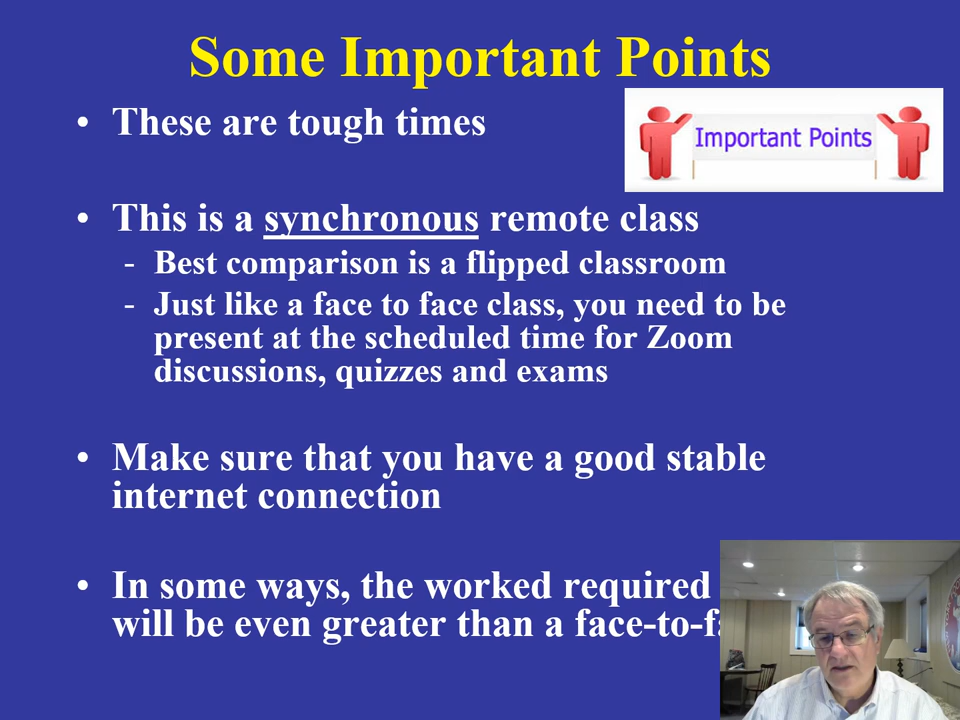 Some Important Points
• These are tough times
Important Points
• This is a synchronous remote class
- Best comparison is a flipped classroom
- Just like a face to face class, you need to be
present at the scheduled time for Zoom
discussions, quizzes and exams
• Make sure that you have a good stable
internet connection
• In some ways, the worked required
will be even greater than a